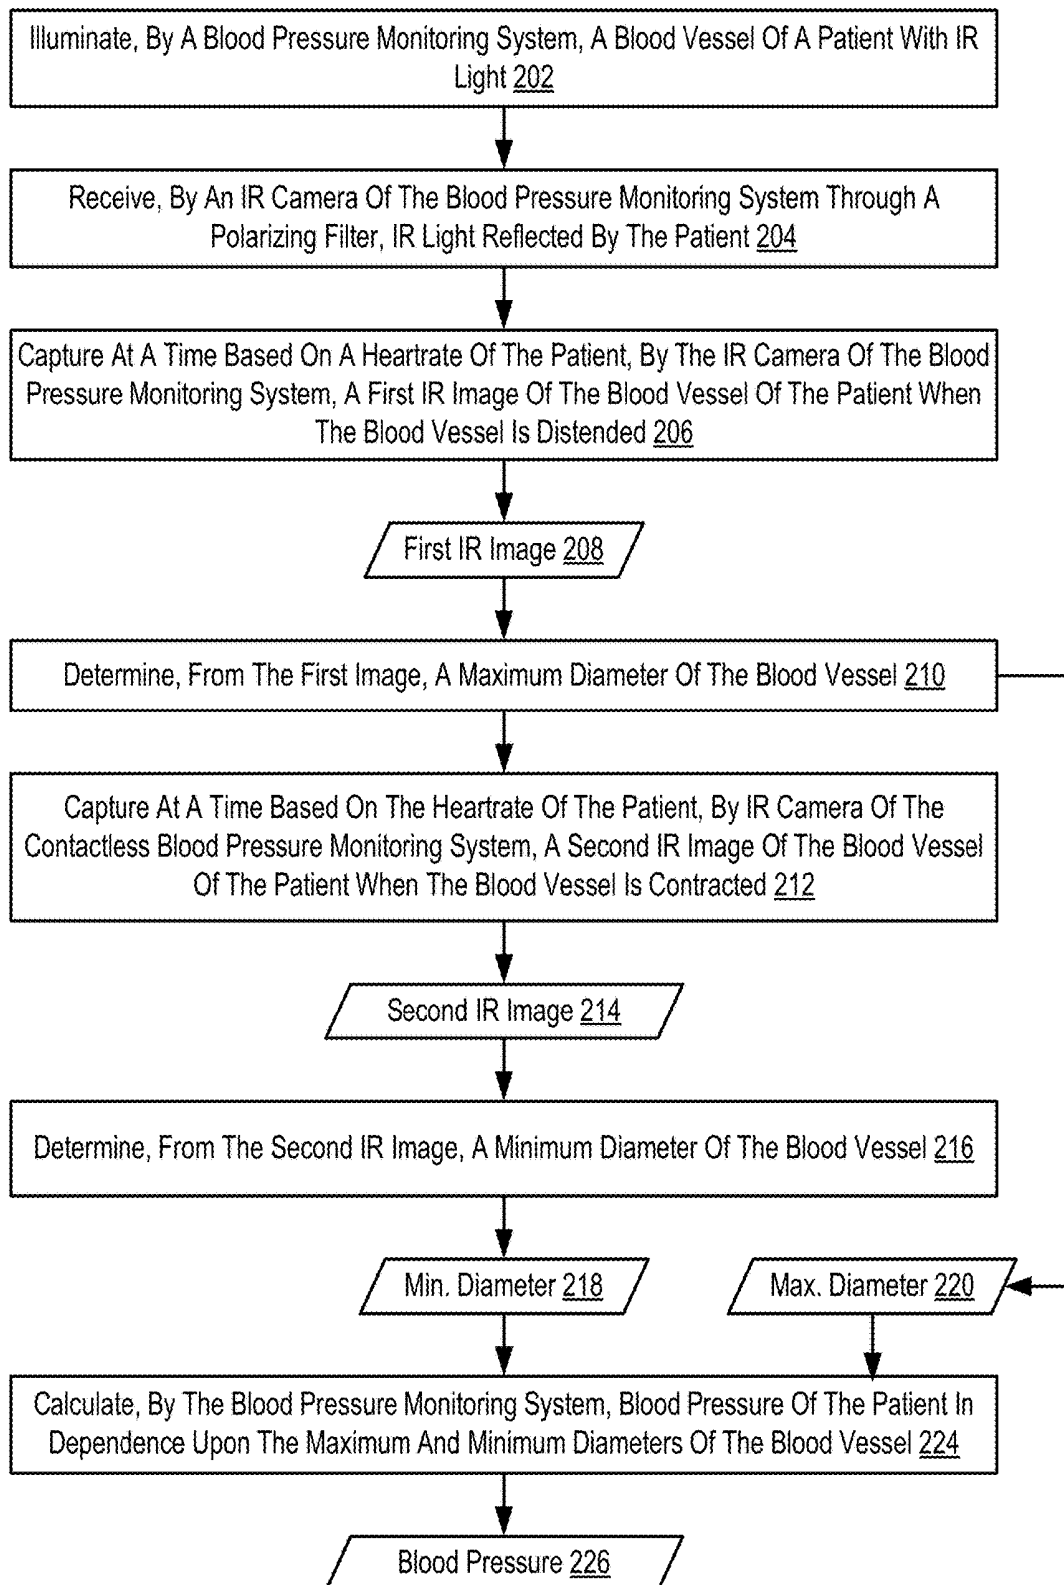 Illuminate, By A Blood Pressure Monitoring System, A Blood Vessel Of A Patient With IR
Light 202
Receive, By An IR Camera Of The Blood Pressure Monitoring System Through A
Polarizing Filter, IR Light Reflected By The Patient 204
Capture At A Time Based On A Heartrate Of The Patient, By The IR Camera Of The Blood
Pressure Monitoring System, A First IR Image Of The Blood Vessel Of The Patient When
The Blood Vessel Is Distended 206
First IR Image 208
Determine, From The First Image, A Maximum Diameter Of The Blood Vessel 210
Capture At A Time Based On The Heartrate Of The Patient, By IR Camera Of The
Contactless Blood Pressure Monitoring System, A Second IR Image Of The Blood Vessel
Of The Patient When The Blood Vessel Is Contracted 212
Second IR Image 214
Determine, From The Second IR Image, A Minimum Diameter Of The Blood Vessel 216
Min. Diameter 218
Max. Diameter 220
Calculate, By The Blood Pressure Monitoring System, Blood Pressure Of The Patient In
Dependence Upon The Maximum And Minimum Diameters Of The Blood Vessel 224
Blood Pressure 226